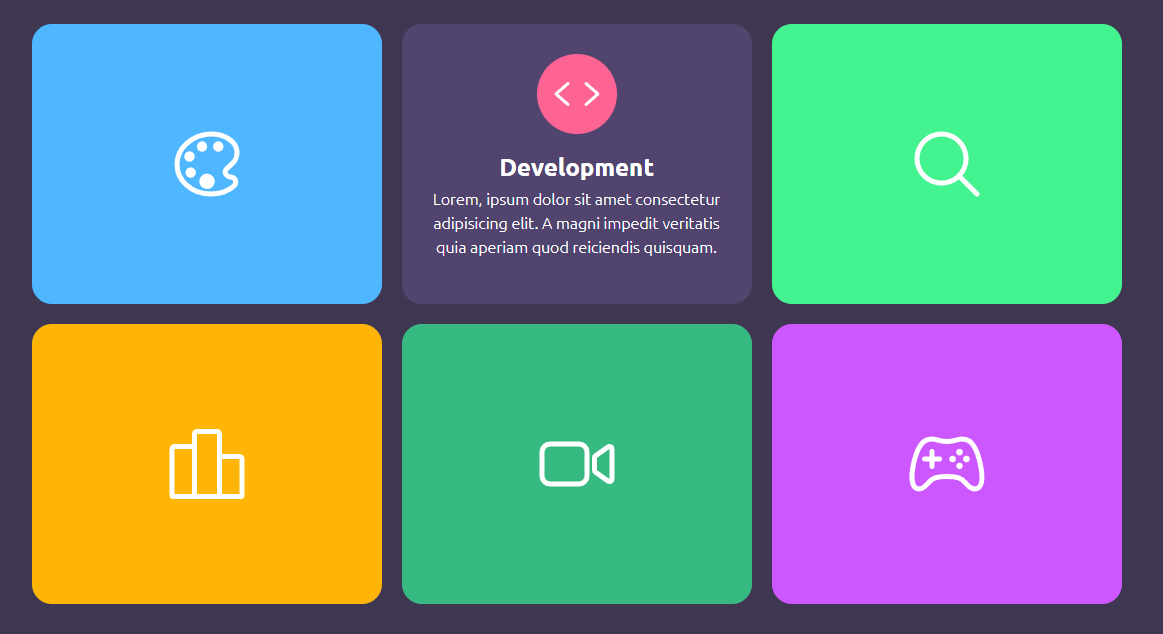 Development
Lorem, ipsum dolor sit amet consectetur
adipisicing elit. A magni impedit veritatis
quia aperiam quod reiciendis quisquam.